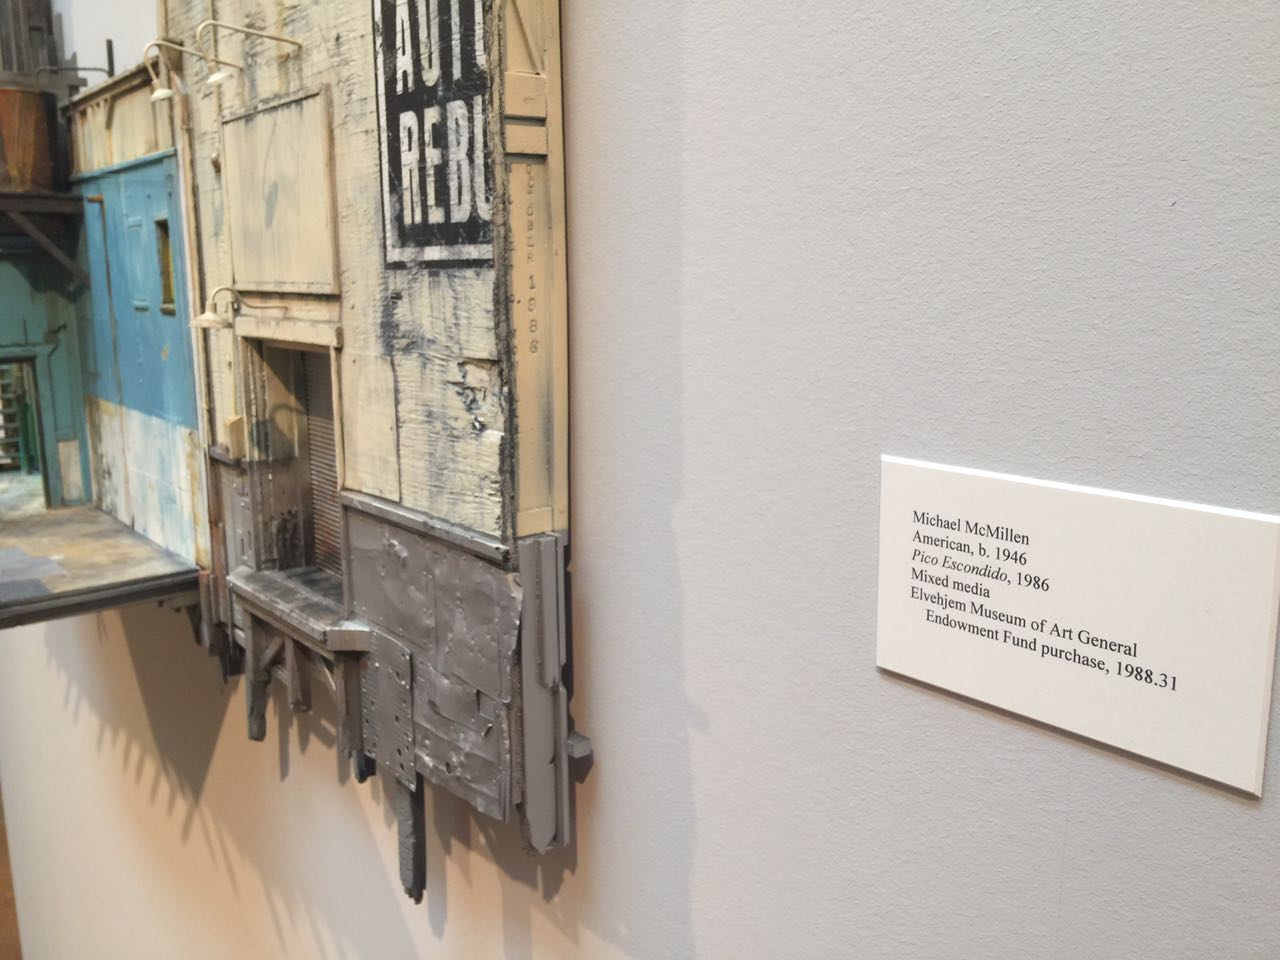 AUT
REBU
OCTOBER 1986
Michael McMillen
American, b. 1946
Pico Escondido, 1986
Mixed media
Elvehjem Museum of Art General
Endowment Fund purchase, 1988.31